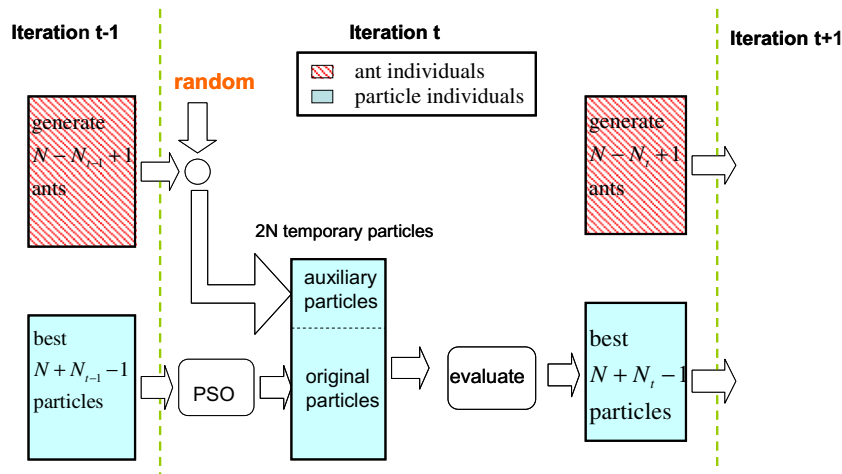 Iteration t-1
Iteration t
Iteration t+1
random
ant individuals
particle individuals
generate
N − N_{t−1} + 1
ants
generate
N − N_t + 1
ants
2N temporary particles
auxiliary
particles
original
particles
best
N + N_{t−1} − 1
particles
PSO
evaluate
best
N + N_t − 1
particles